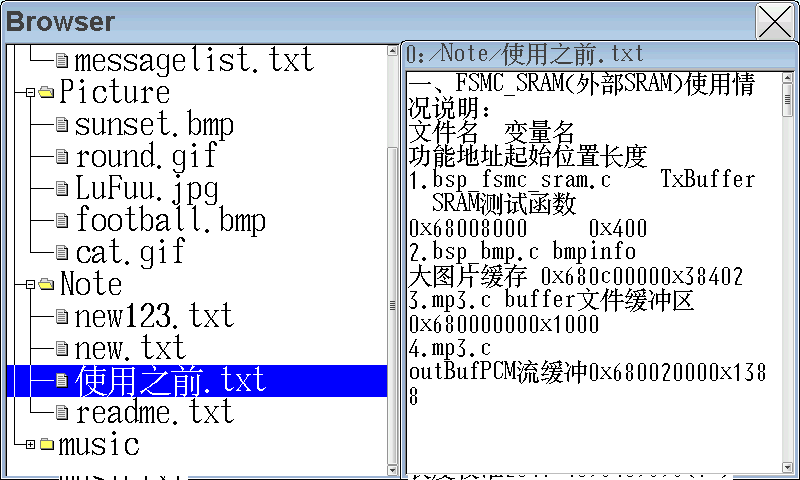 Browser
messagelist.txt
Picture
sunset.bmp
round.gif
LuFuu.jpg
football.bmp
cat.gif
Note
new123.txt
new.txt
使用之前.txt
readme.txt
music
0:/Note/使用之前.txt
一、FSMC_SRAM(外部SRAM)使用情
况说明:
文件名 变量名
功能地址起始位置长度
1.bsp_fsmc_sram.c TxBuffer
SRAM测试函数
0x68008000 0x400
2.bsp_bmp.c bmpinfo
大图片缓存 0x680c00000x38402
3.mp3.c buffer文件缓冲区
0x680000000x1000
4.mp3.c
outBufPCM流缓冲0x680020000x138
8